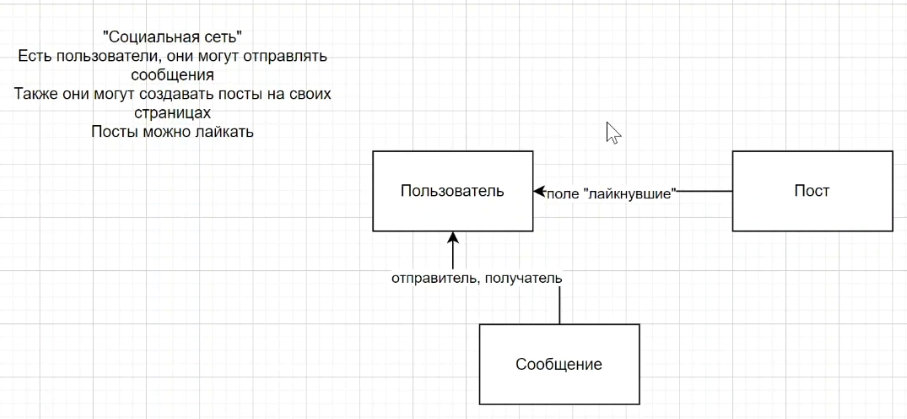 "Социальная сеть"
Есть пользователи, они могут отправлять
сообщения
Также они могут создавать посты на своих
страницах
Посты можно лайкать
Пользователь
поле "лайкнувшие"
Пост
отправитель, получатель
Сообщение